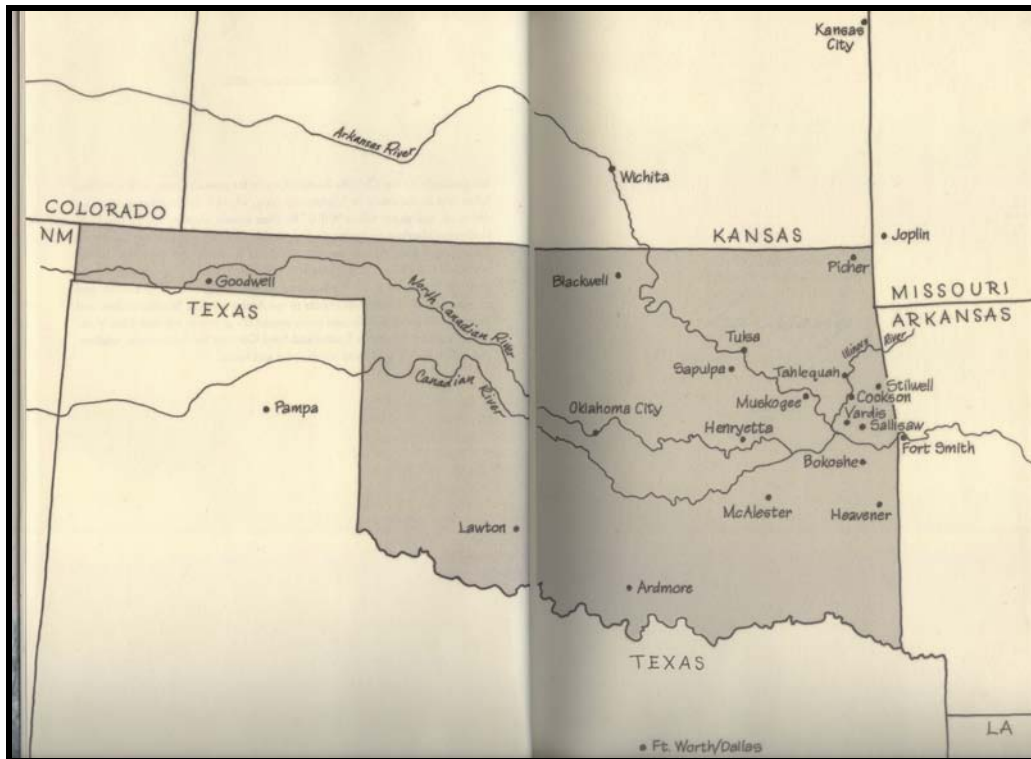 Kansas
City
Arkansas River
Wichita
COLORADO
NM
KANSAS
Joplin
Picher
Blackwell
Goodwell
MISSOURI
TEXAS
ARKANSAS
North Canadian River
Illinois River
Tulsa
Sapulpa
Tahlequah
Stilwell
Canadian River
Cookson
Muskogee
Pampa
Oklahoma City
Vardis
Sallisaw
Henryetta
Fort Smith
Bokoshe
McAlester
Heavener
Lawton
Ardmore
TEXAS
LA
Ft. Worth/Dallas